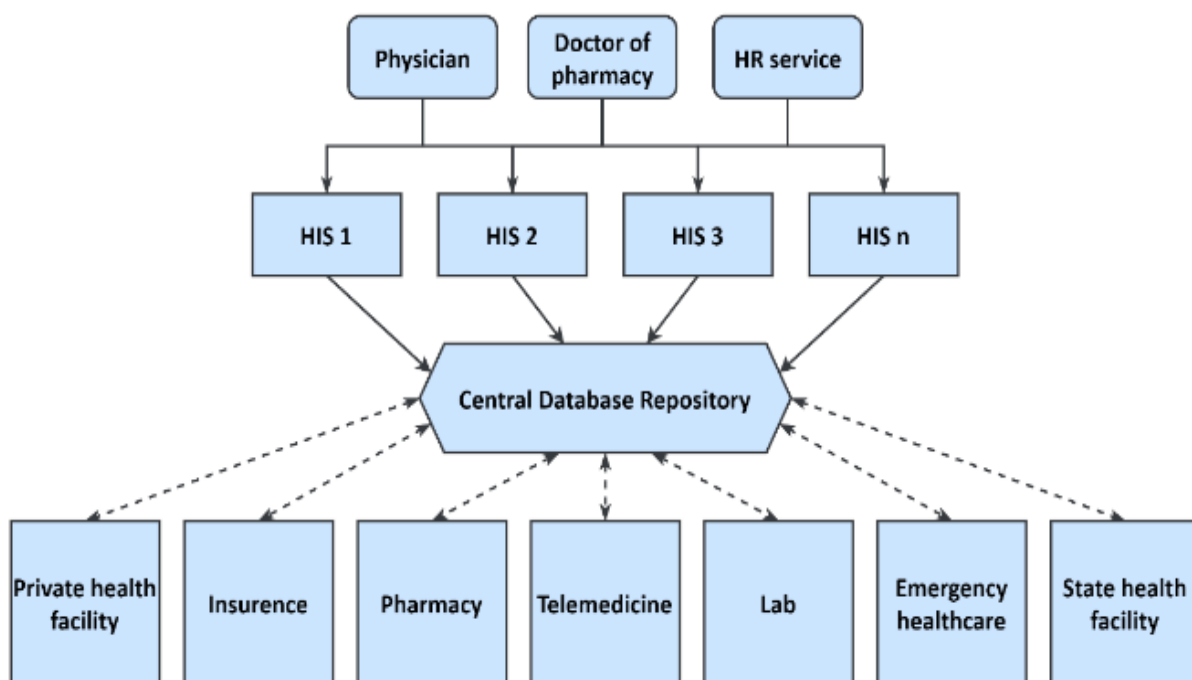 Physician
Doctor of
pharmacy
HR service
HIS 1
HIS 2
HIS 3
HIS n
Central Database Repository
Private health
facility
Insurence
Pharmacy
Telemedicine
Lab
Emergency
healthcare
State health
facility